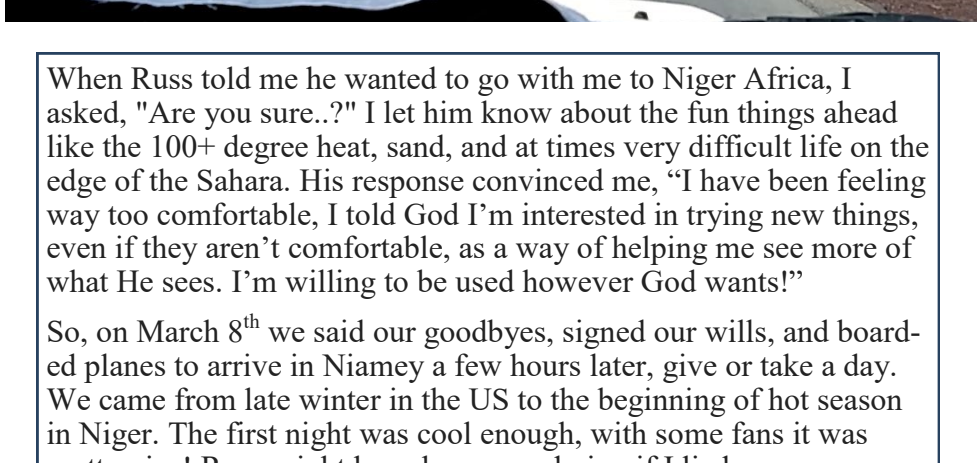 When Russ told me he wanted to go with me to Niger Africa, I
asked, "Are you sure..?" I let him know about the fun things ahead
like the 100+ degree heat, sand, and at times very difficult life on the
edge of the Sahara. His response convinced me, “I have been feeling
way too comfortable, I told God I’m interested in trying new things,
even if they aren’t comfortable, as a way of helping me see more of
what He sees. I’m willing to be used however God wants!”
So, on March 8th we said our goodbyes, signed our wills, and board-
ed planes to arrive in Niamey a few hours later, give or take a day.
We came from late winter in the US to the beginning of hot season
in Niger. The first night was cool enough, with some fans it was